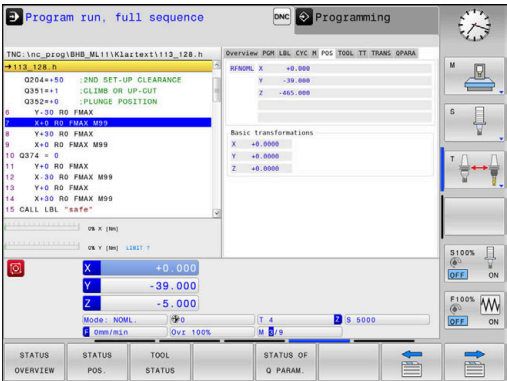 Program run, full sequence
DNC
Programming
TNC:\nc_prog\BHB_ML11\Klartext\113_128.h
→113_128.h
Q204=+50 ;2ND SET-UP CLEARANCE
Q351=+1 ;CLIMB OR UP-CUT
Q352=+0 ;PLUNGE POSITION
6 Y-30 R0 FMAX
7 X+0 R0 FMAX M99
8 Y+30 R0 FMAX
9 X+0 R0 FMAX M99
10 Q374 = 0
11 Y+0 R0 FMAX
12 X-30 R0 FMAX M99
13 Y+0 R0 FMAX
14 X+30 R0 FMAX M99
15 CALL LBL "safe"
0% X [Nm]
0% Y [Nm] LIMIT 7
Overview PGM LBL CYC M POS TOOL TT TRANS QPARA
RFNOML X +0.000
Y -39.000
Z -465.000
Basic transformations
X +0.0000
Y +0.0000
Z +0.0000
X +0.000
Y -39.000
Z -5.000
Mode: NOML. 0 T 4 Z S 5000
F 0mm/min Ovr 100% M 5/9
M
S
T
S100%
OFF ON
F100%
OFF ON
STATUS OVERVIEW
STATUS POS.
TOOL STATUS
STATUS OF Q PARAM.